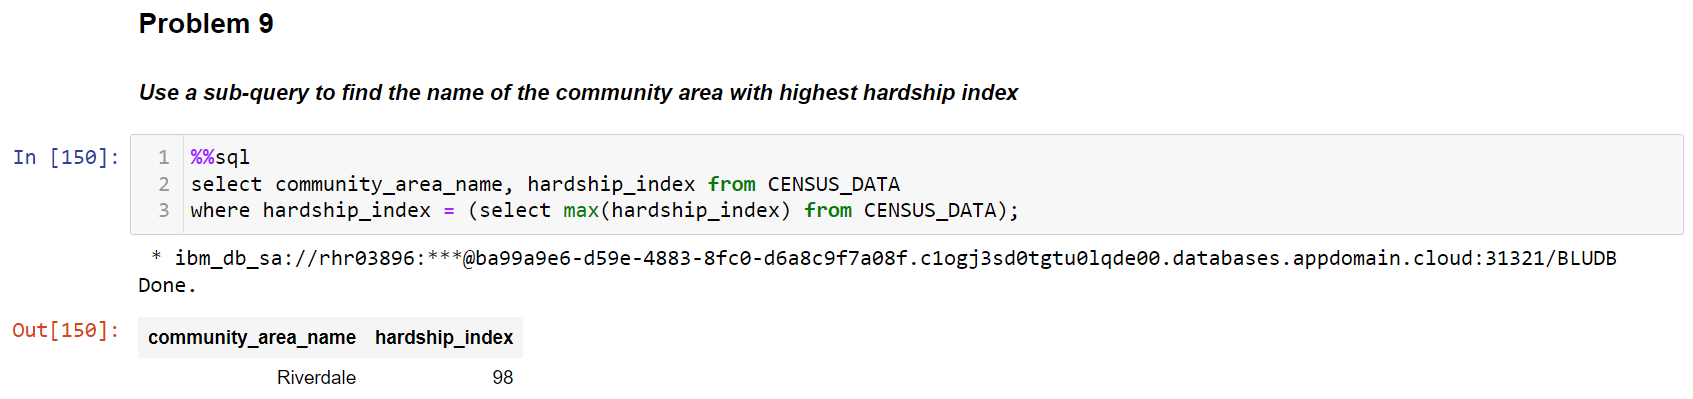 Problem 9
Use a sub-query to find the name of the community area with highest hardship index
In [150]:
1 %%sql
2 select community_area_name, hardship_index from CENSUS_DATA
3 where hardship_index = (select max(hardship_index) from CENSUS_DATA);
* ibm_db_sa://rhr03896:***@ba99a9e6-d59e-4883-8fc0-d6a8c9f7a08f.c1ogj3sd0tgtu0lqde00.databases.appdomain.cloud:31321/BLUDB
Done.
Out[150]:
community_area_name hardship_index
Riverdale 98